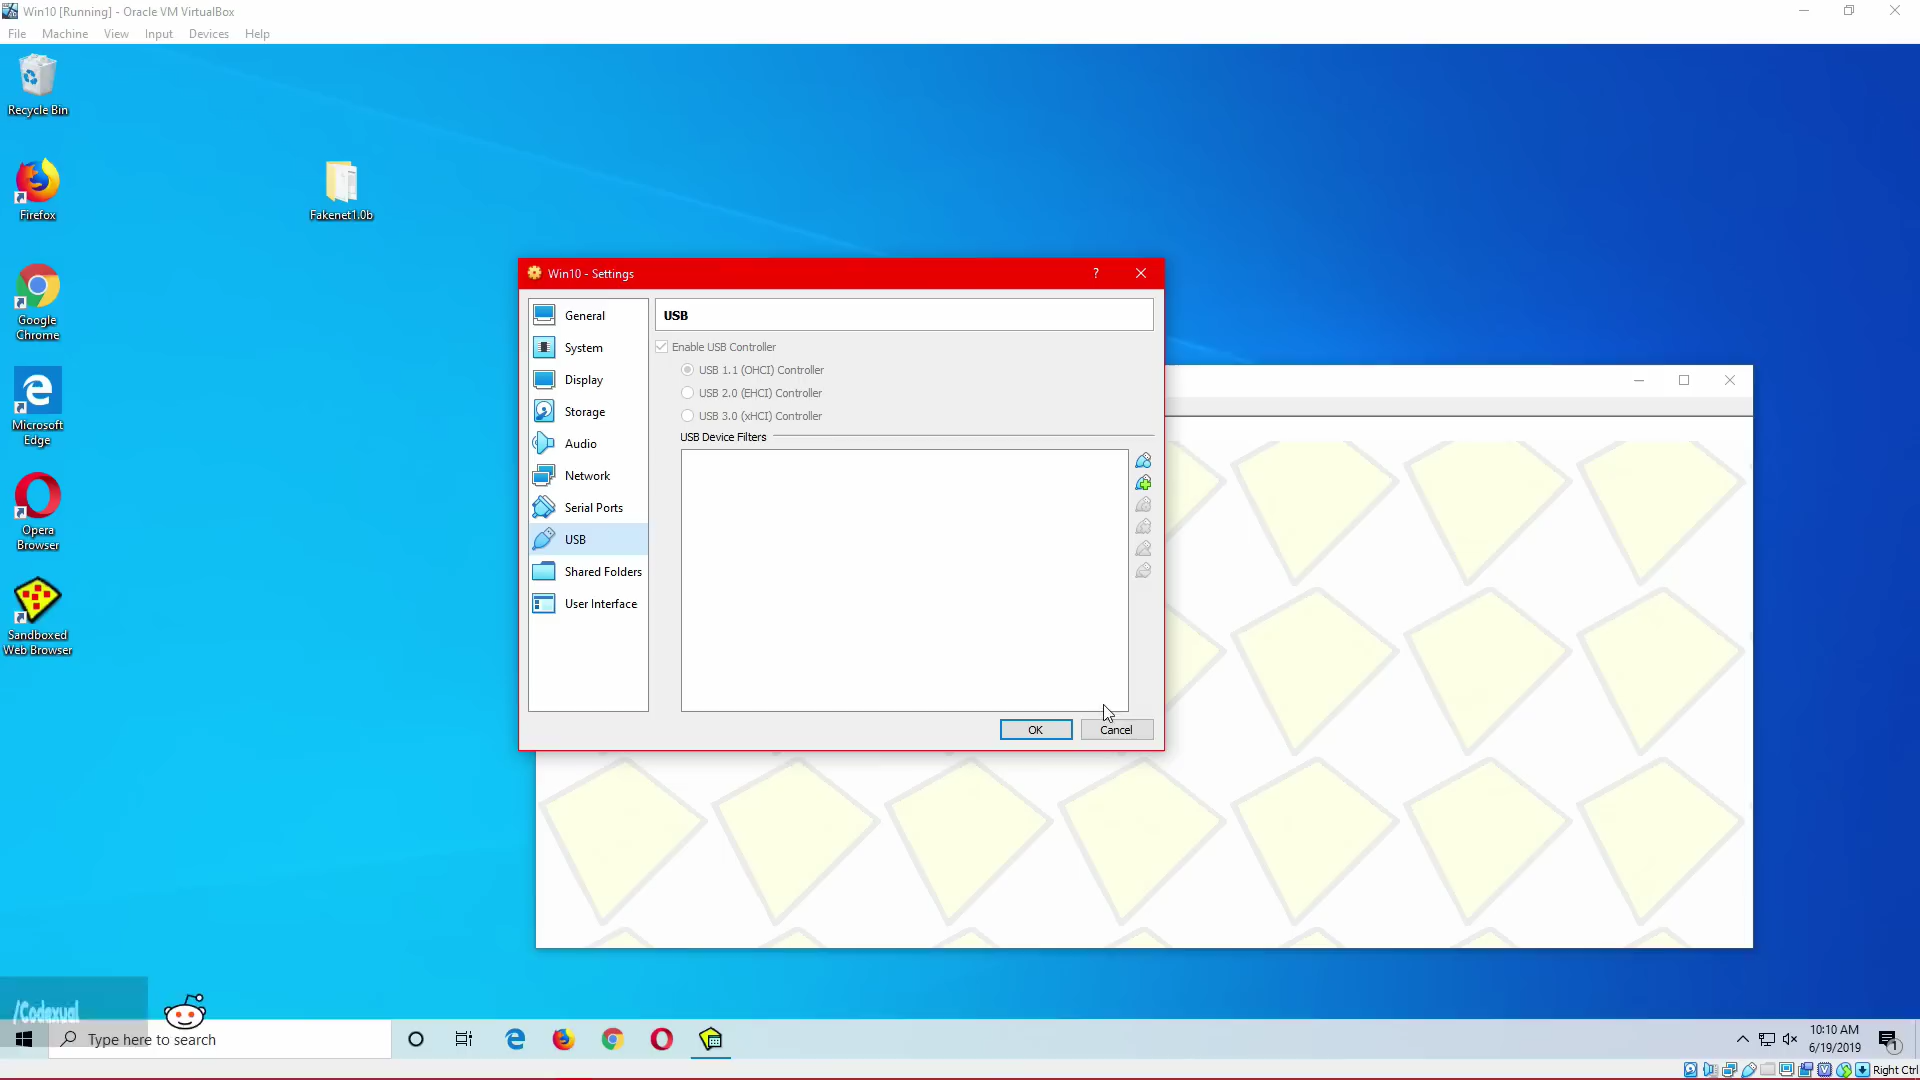 Win10 [Running] - Oracle VM VirtualBox
File Machine View Input Devices Help
Recycle Bin
Firefox
Fakenet1.0b
Google
Chrome
Microsoft
Edge
Opera
Browser
Sandboxed
Web Browser
Win10 - Settings
?
General
System
Display
Storage
Audio
Network
Serial Ports
USB
Shared Folders
User Interface
USB
Enable USB Controller
USB 1.1 (OHCI) Controller
USB 2.0 (EHCI) Controller
USB 3.0 (xHCI) Controller
USB Device Filters
OK
Cancel
/Codexual
Type here to search
10:10 AM
6/19/2019
1
Right Ctrl